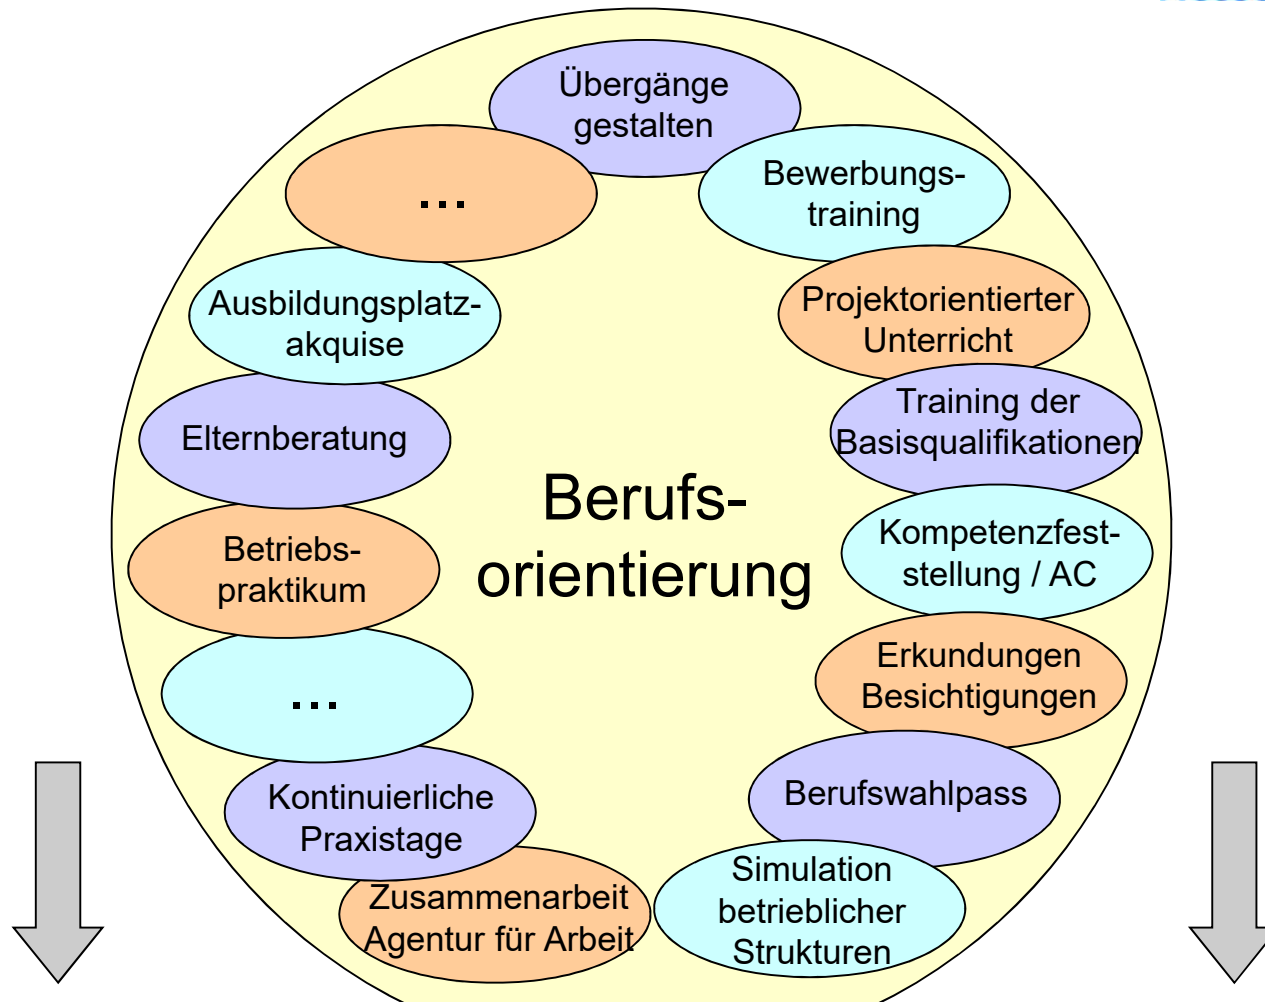 Übergänge
gestalten
...
Bewerbungs-
training
Ausbildungsplatz-
akquise
Projektorientierter
Unterricht
Elternberatung
Training der
Basisqualifikationen
Berufs-
orientierung
Betriebs-
praktikum
Kompetenzfest-
stellung / AC
...
Erkundungen
Besichtigungen
Kontinuierliche
Praxistage
Berufswahlpass
Zusammenarbeit
Agentur für Arbeit
Simulation
betrieblicher
Strukturen